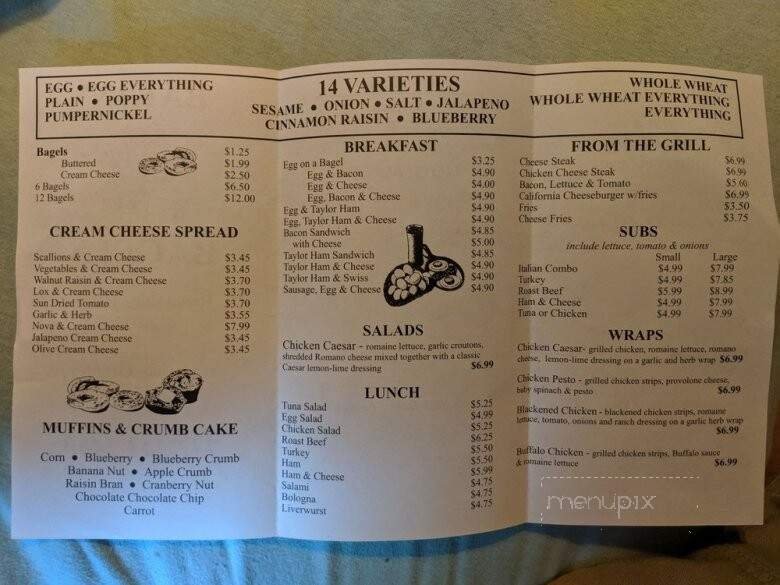 EGG • EGG EVERYTHING
PLAIN • POPPY
PUMPERNICKEL
14 VARIETIES
SESAME • ONION • SALT • JALAPENO
CINNAMON RAISIN • BLUEBERRY
WHOLE WHEAT
WHOLE WHEAT EVERYTHING
EVERYTHING
Bagels $1.25
Buttered $1.99
Cream Cheese $2.50
6 Bagels $6.50
12 Bagels $12.00
CREAM CHEESE SPREAD
Scallions & Cream Cheese $3.45
Vegetables & Cream Cheese $3.45
Walnut Raisin & Cream Cheese $3.70
Lox & Cream Cheese $3.70
Sun Dried Tomato $3.70
Garlic & Herb $3.55
Nova & Cream Cheese $7.99
Jalapeno Cream Cheese $3.45
Olive Cream Cheese $3.45
MUFFINS & CRUMB CAKE
Corn • Blueberry • Blueberry Crumb
Banana Nut • Apple Crumb
Raisin Bran • Cranberry Nut
Chocolate Chocolate Chip
Carrot
BREAKFAST
Egg on a Bagel $3.25
Egg & Bacon $4.90
Egg & Cheese $4.00
Egg, Bacon & Cheese $4.90
Egg & Taylor Ham $4.90
Egg, Taylor Ham & Cheese $4.90
Bacon Sandwich $4.85
with Cheese $5.00
Taylor Ham Sandwich $4.85
Taylor Ham & Cheese $4.90
Taylor Ham & Swiss $4.90
Sausage, Egg & Cheese $4.90
SALADS
Chicken Caesar - romaine lettuce, garlic croutons,
shredded Romano cheese mixed together with a classic
Caesar lemon-lime dressing $6.99
LUNCH
Tuna Salad $5.25
Egg Salad $4.99
Chicken Salad $5.25
Roast Beef $6.25
Turkey $5.50
Ham $5.50
Ham & Cheese $5.99
Salami $4.75
Bologna $4.75
Liverwurst $4.75
FROM THE GRILL
Cheese Steak $6.99
Chicken Cheese Steak $6.99
Bacon, Lettuce & Tomato $5.60
California Cheeseburger w/fries $6.99
Fries $3.50
Cheese Fries $3.75
SUBS
include lettuce, tomato & onions
Small Large
Italian Combo $4.99 $7.99
Turkey $4.99 $7.85
Roast Beef $5.99 $8.99
Ham & Cheese $4.99 $7.99
Tuna or Chicken $4.99 $7.99
WRAPS
Chicken Caesar- grilled chicken, romaine lettuce, romano
cheese, lemon-lime dressing on a garlic and herb wrap $6.99
Chicken Pesto - grilled chicken strips, provolone cheese,
baby spinach & pesto $6.99
Blackened Chicken - blackened chicken strips, romaine
lettuce, tomato, onions and ranch dressing on a garlic herb wrap
$6.99
Buffalo Chicken - grilled chicken strips, Buffalo sauce
& romaine lettuce $6.99
menupix